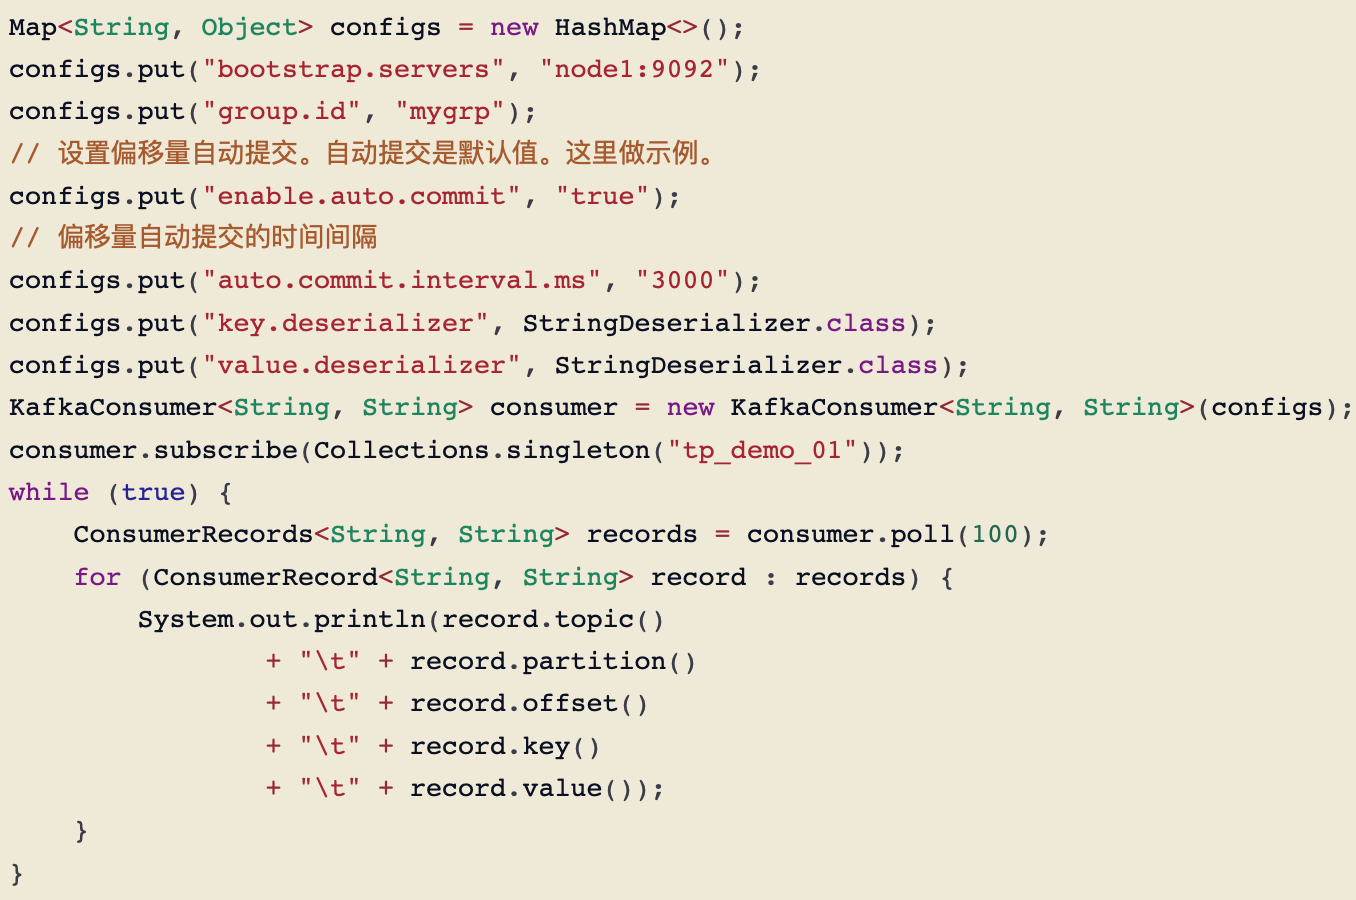 Map<String, Object> configs = new HashMap<>();
configs.put("bootstrap.servers", "node1:9092");
configs.put("group.id", "mygrp");
// 设置偏移量自动提交。自动提交是默认值。这里做示例。
configs.put("enable.auto.commit", "true");
// 偏移量自动提交的时间间隔
configs.put("auto.commit.interval.ms", "3000");
configs.put("key.deserializer", StringDeserializer.class);
configs.put("value.deserializer", StringDeserializer.class);
KafkaConsumer<String, String> consumer = new KafkaConsumer<String, String>(configs);
consumer.subscribe(Collections.singleton("tp_demo_01"));
while (true) {
    ConsumerRecords<String, String> records = consumer.poll(100);
    for (ConsumerRecord<String, String> record : records) {
        System.out.println(record.topic()
                + "\t" + record.partition()
                + "\t" + record.offset()
                + "\t" + record.key()
                + "\t" + record.value());
    }
}